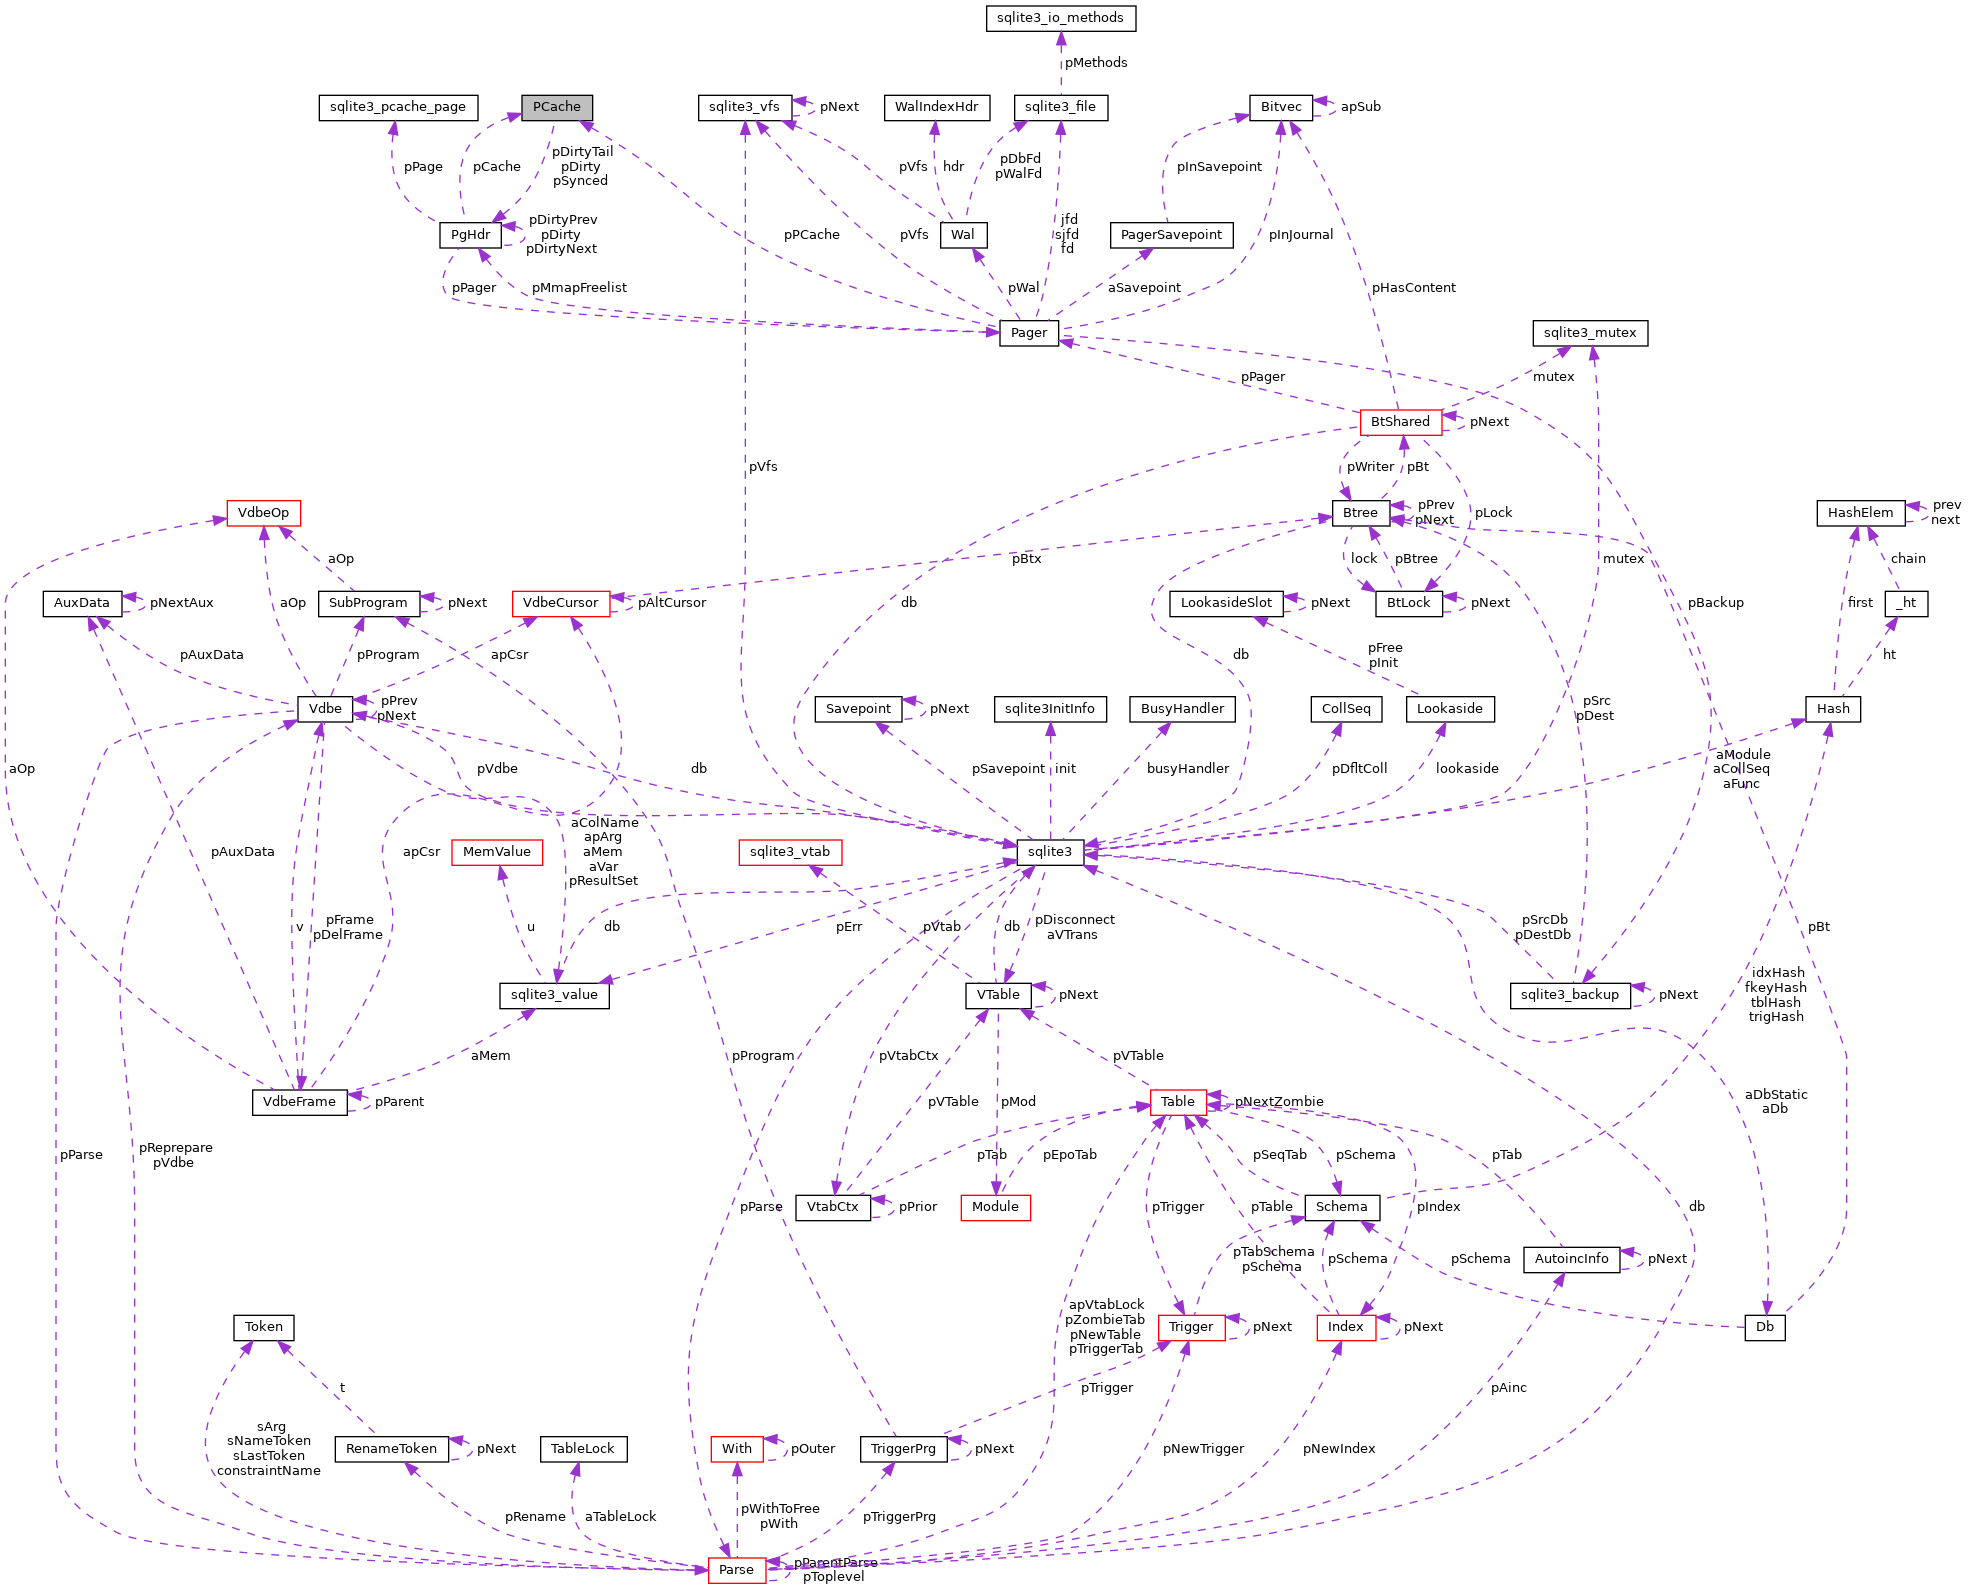 sqlite3_io_methods
pMethods
sqlite3_pcache_page
PCache
sqlite3_vfs
pNext
WalIndexHdr
sqlite3_file
Bitvec
apSub
pPage
pCache
pDirtyTail
pDirty
pSynced
pVfs
hdr
pDbFd
pWalFd
pInSavepoint
PgHdr
pDirtyPrev
pDirty
pDirtyNext
pPCache
pVfs
Wal
jfd
sjfd
fd
PagerSavepoint
pInJournal
pPager
pMmapFreelist
pWal
aSavepoint
pHasContent
Pager
sqlite3_mutex
pPager
mutex
BtShared
pNext
pVfs
pWriter
pBt
VdbeOp
Btree
pPrev
pNext
pLock
HashElem
prev
next
aOp
pBtx
lock
pBtree
mutex
chain
AuxData
pNextAux
aOp
SubProgram
pNext
VdbeCursor
pAltCursor
db
LookasideSlot
pNext
BtLock
pNext
pBackup
first
_ht
pAuxData
pProgram
apCsr
db
pFree
pInit
ht
Vdbe
pPrev
pNext
Savepoint
pNext
sqlite3InitInfo
BusyHandler
CollSeq
Lookaside
pSrc
pDest
Hash
aOp
pVdbe
db
pSavepoint
init
busyHandler
pDfltColl
lookaside
aModule
aCollSeq
aFunc
pAuxData
apCsr
MemValue
aColName
apArg
aMem
aVar
pResultSet
sqlite3_vtab
sqlite3
v
pFrame
pDelFrame
u
db
pErr
pVtab
db
pDisconnect
aVTrans
pSrcDb
pDestDb
pBt
sqlite3_value
VTable
pNext
sqlite3_backup
pNext
idxHash
fkeyHash
tblHash
trigHash
aMem
pProgram
pVtabCtx
pVTable
VdbeFrame
pParent
pVTable
pMod
Table
pNextZombie
aDbStatic
aDb
pParse
pReprepare
pVdbe
pTab
pEpoTab
pSeqTab
pSchema
pTab
pParse
VtabCtx
pPrior
Module
pTrigger
pTable
Schema
pIndex
db
pTabSchema
pSchema
pSchema
pSchema
AutoincInfo
pNext
Token
apVtabLock
pZombieTab
pNewTable
pTriggerTab
Trigger
pNext
Index
pNext
Db
t
pTrigger
pAinc
sArg
sNameToken
sLastToken
constraintName
RenameToken
pNext
TableLock
With
pOuter
TriggerPrg
pNext
pNewTrigger
pNewIndex
pRename
aTableLock
pWithToFree
pWith
pTriggerPrg
Parse
pParentParse
pToplevel